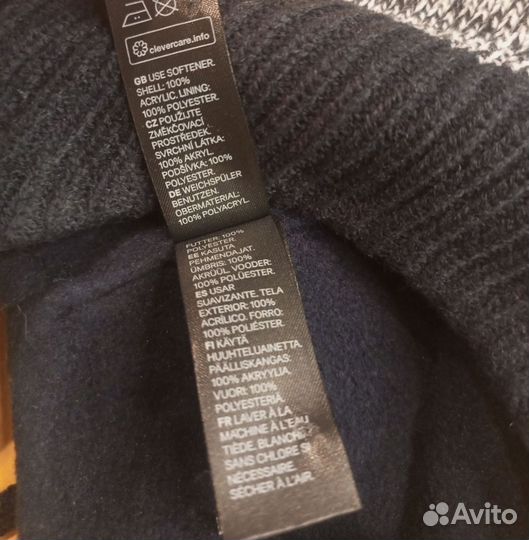 clevercare.info
GB USE SOFTENER.
SHELL: 100%
ACRYLIC. LINING:
100% POLYESTER.
CZ POUŽIJTE
ZMĚKČOVACÍ
PROSTŘEDEK.
SVRCHNÍ LÁTKA:
100% AKRYL.
PODŠÍVKA: 100%
POLYESTER.
DE WEICHSPÜLER
BENUTZEN.
OBERMATERIAL:
100% POLYACRYL.
FUTTER: 100%
POLYESTER.
EE KASUTA
PEHMENDAJAT.
ÜMBRIS: 100%
AKRÜÜL. VOODER:
100% POLÜESTER.
ES USAR
SUAVIZANTE. TELA
EXTERIOR: 100%
ACRÍLICO. FORRO:
100% POLIÉSTER.
FI KÄYTÄ
HUUHTELUAINETTA.
PÄÄLLISKANGAS:
100% AKRYYLIA.
VUORI: 100%
POLYESTERIÄ.
FR LAVER À LA
MACHINE À L'EAU
TIÈDE. BLANCHIR
SANS CHLORE SI
NÉCESSAIRE.
SÉCHER À L'AIR.
Avito